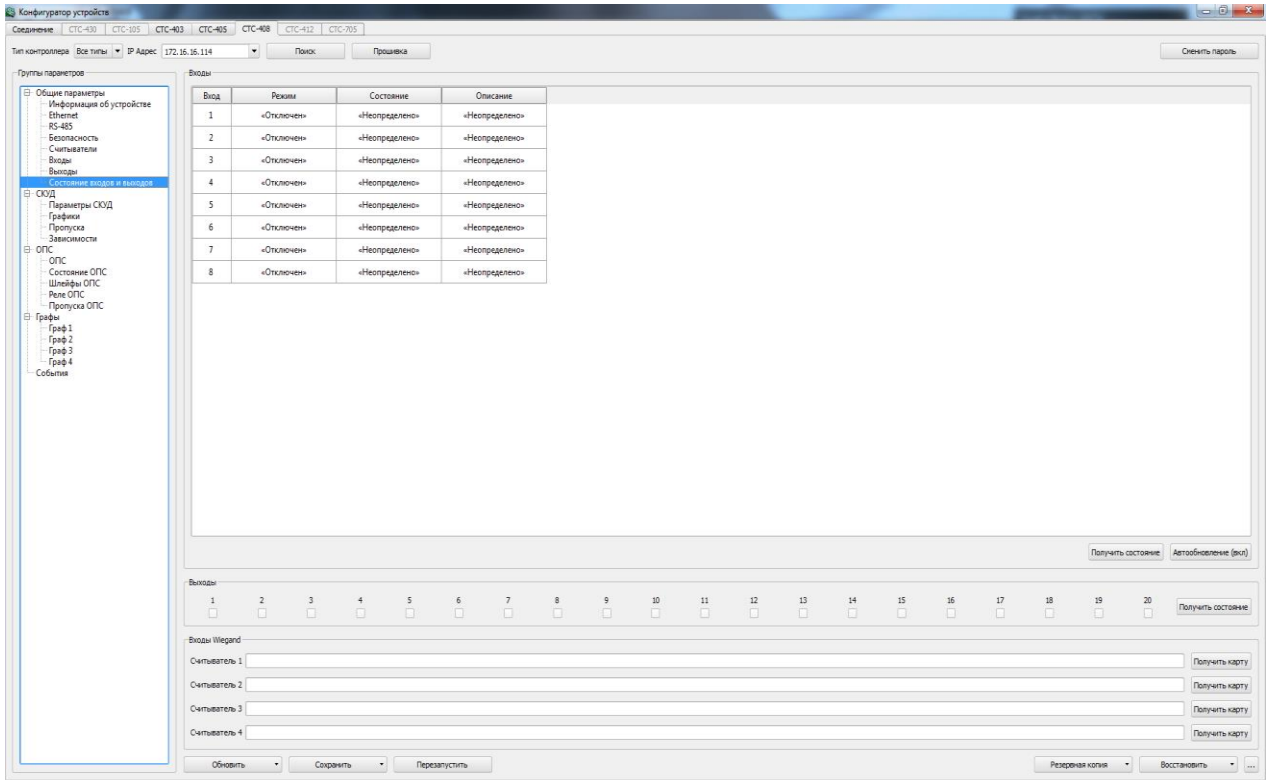 Конфигуратор устройств
Соединение СТС-430 СТС-105 СТС-403 СТС-405 СТС-408 СТС-412 СТС-705
Тип контроллера Все типы IP Адрес 172.16.16.114 Поиск Прошивка Сменить пароль
Группы параметров
Общие параметры
Информация об устройстве
Ethernet
RS-485
Безопасность
Считыватели
Входы
Выходы
Состояние входов и выходов
СКУД
Параметры СКУД
Графики
Пропуска
Зависимости
ОПС
ОПС
Состояние ОПС
Шлейфы ОПС
Реле ОПС
Пропуска ОПС
Графы
Граф 1
Граф 2
Граф 3
Граф 4
События
Входы
Вход Режим Состояние Описание
1 «Отключен» «Неопределено» «Неопределено»
2 «Отключен» «Неопределено» «Неопределено»
3 «Отключен» «Неопределено» «Неопределено»
4 «Отключен» «Неопределено» «Неопределено»
5 «Отключен» «Неопределено» «Неопределено»
6 «Отключен» «Неопределено» «Неопределено»
7 «Отключен» «Неопределено» «Неопределено»
8 «Отключен» «Неопределено» «Неопределено»
Получить состояние Автообновление (вкл)
Выходы
1 2 3 4 5 6 7 8 9 10 11 12 13 14 15 16 17 18 19 20
Получить состояние
Входы Wiegand
Считыватель 1 Получить карту
Считыватель 2 Получить карту
Считыватель 3 Получить карту
Считыватель 4 Получить карту
Обновить Сохранить Перезапустить Резервная копия Восстановить ...